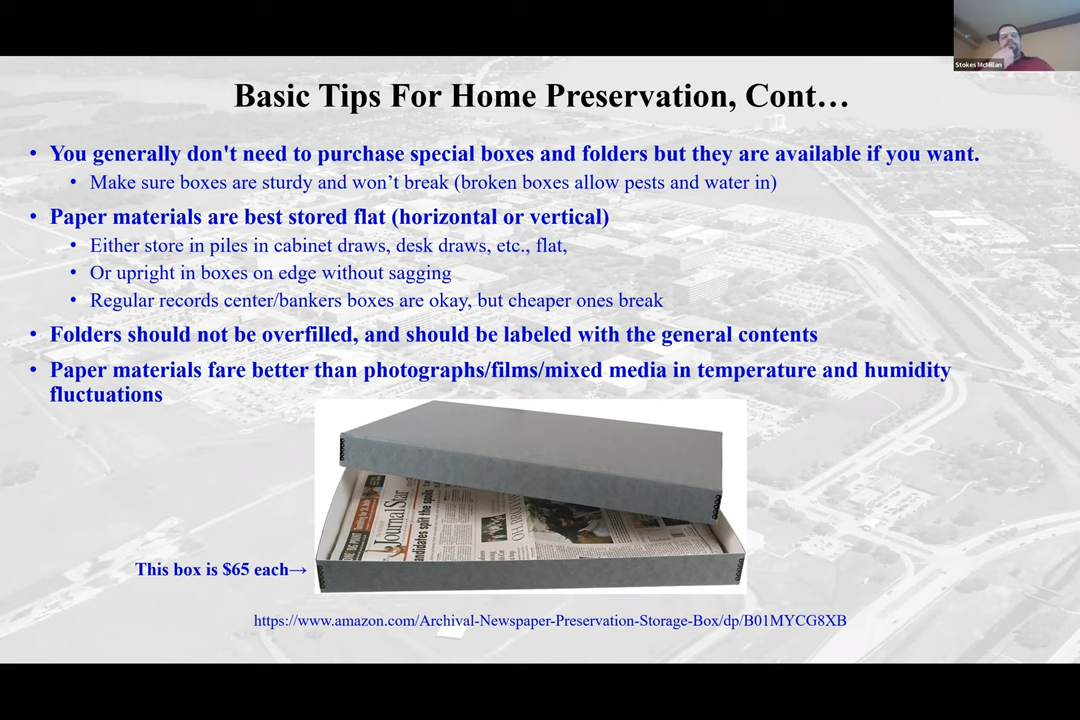 Stokes McMillan
Basic Tips For Home Preservation, Cont…
• You generally don't need to purchase special boxes and folders but they are available if you want.
• Make sure boxes are sturdy and won’t break (broken boxes allow pests and water in)
• Paper materials are best stored flat (horizontal or vertical)
• Either store in piles in cabinet draws, desk draws, etc., flat,
• Or upright in boxes on edge without sagging
• Regular records center/bankers boxes are okay, but cheaper ones break
• Folders should not be overfilled, and should be labeled with the general contents
• Paper materials fare better than photographs/films/mixed media in temperature and humidity
fluctuations
Journal Star
andidates split the spoils
This box is $65 each→
https://www.amazon.com/Archival-Newspaper-Preservation-Storage-Box/dp/B01MYCG8XB